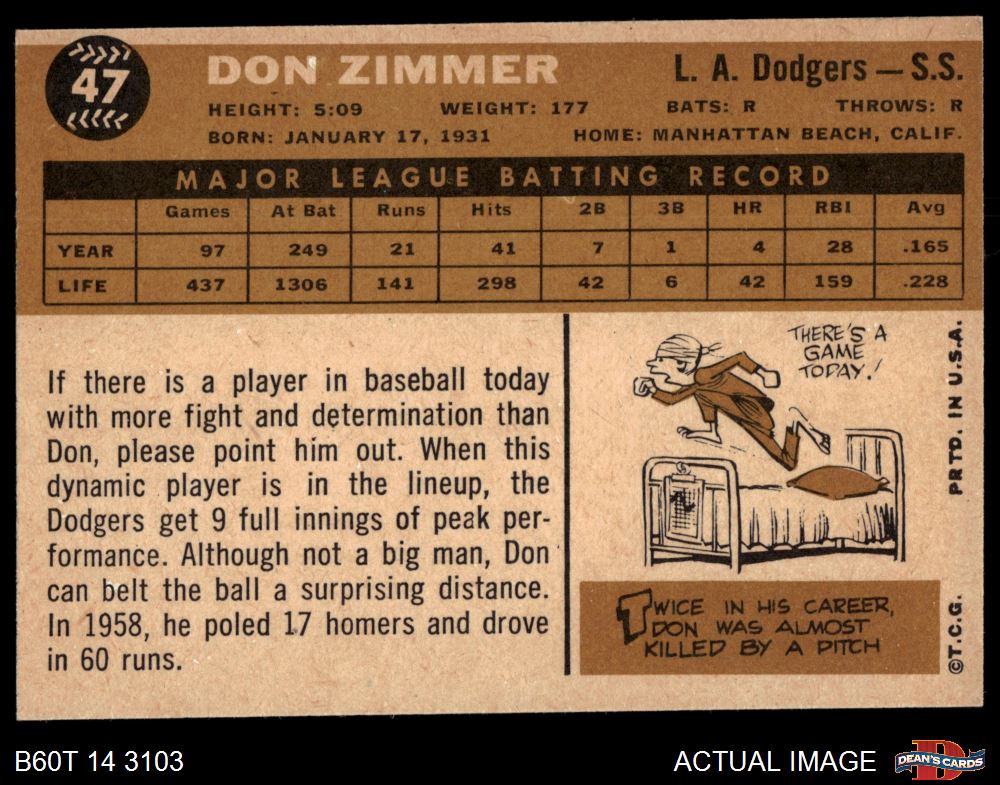 47
DON ZIMMER
L. A. Dodgers — S.S.
HEIGHT: 5:09 WEIGHT: 177 BATS: R THROWS: R
BORN: JANUARY 17, 1931 HOME: MANHATTAN BEACH, CALIF.
MAJOR LEAGUE BATTING RECORD
Games At Bat Runs Hits 2B 3B HR RBI Avg
YEAR 97 249 21 41 7 1 4 28 .165
LIFE 437 1306 141 298 42 6 42 159 .228
If there is a player in baseball today
with more fight and determination than
Don, please point him out. When this
dynamic player is in the lineup, the
Dodgers get 9 full innings of peak per-
formance. Although not a big man, Don
can belt the ball a surprising distance.
In 1958, he poled 17 homers and drove
in 60 runs.
THERE'S A
GAME
TODAY!
TWICE IN HIS CAREER,
DON WAS ALMOST
KILLED BY A PITCH
©T.C.G. PRTD. IN U.S.A.
B60T 14 3103
ACTUAL IMAGE
D
DEAN'S CARDS